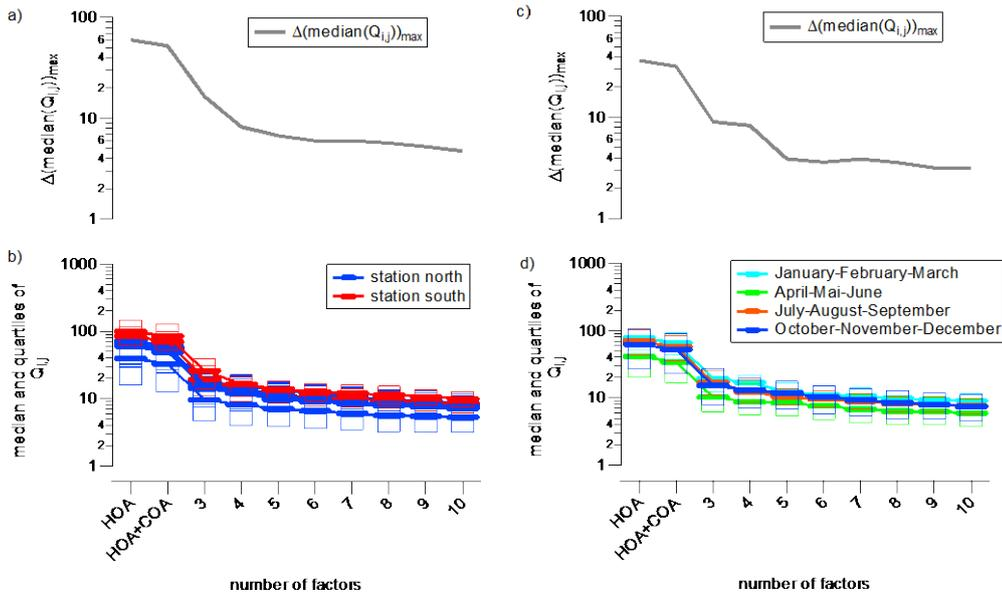 a)
100
6
4
2
10
6
4
2
1
Δ(median(Qi,j))max
Δ(median(Qi,j))max
c)
100
6
4
2
10
6
4
2
1
Δ(median(Qi,j))max
Δ(median(Qi,j))max
b)
1000
4
2
100
4
2
10
4
2
1
median and quartiles of
Qi,j
station north
station south
HOA
HOA+COA
3
4
5
6
7
8
9
10
number of factors
d)
1000
4
2
100
4
2
10
4
2
1
median and quartiles of
Qi,j
January-February-March
April-Mai-June
July-August-September
October-November-December
HOA
HOA+COA
3
4
5
6
7
8
9
10
number of factors